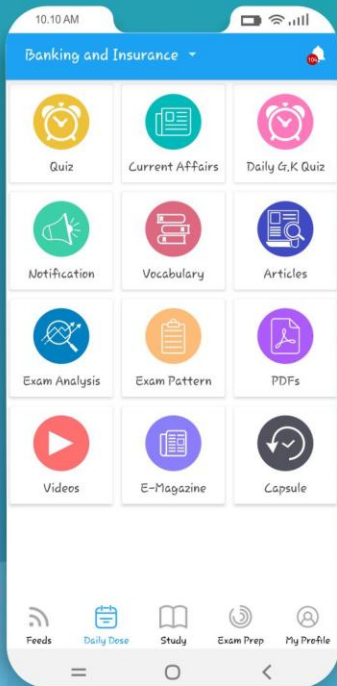 10.10 AM
Banking and Insurance
104
Quiz
Current Affairs
Daily G.K Quiz
Notification
Vocabulary
Articles
Exam Analysis
Exam Pattern
PDFs
Videos
E-Magazine
Capsule
Feeds
Daily Dose
Study
Exam Prep
My Profile